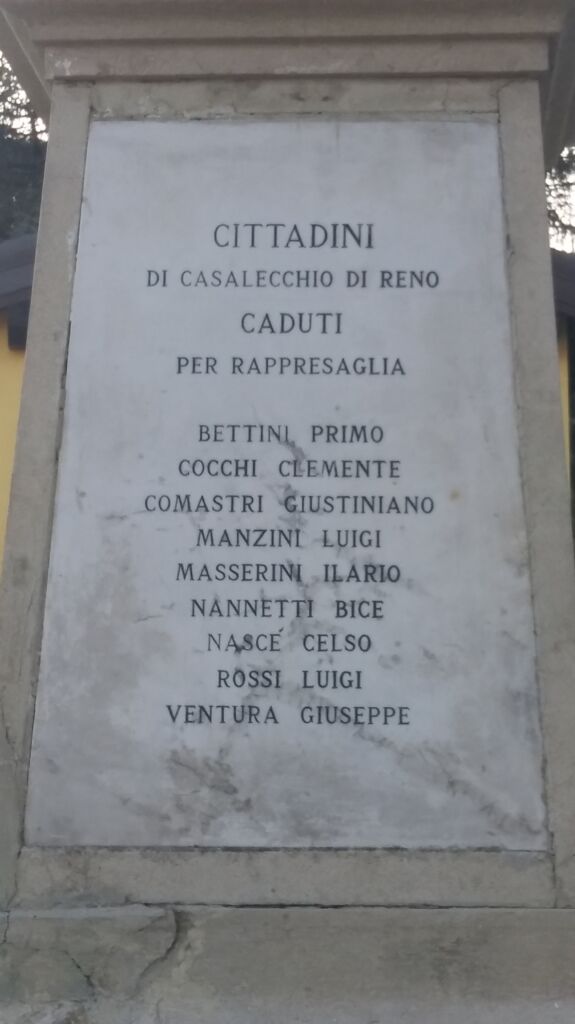 CITTADINI
DI CASALECCHIO DI RENO
CADUTI
PER RAPPRESAGLIA
BETTINI PRIMO
COCCHI CLEMENTE
COMASTRI GIUSTINIANO
MANZINI LUIGI
MASSERINI ILARIO
NANNETTI BICE
NASCÉ CELSO
ROSSI LUIGI
VENTURA GIUSEPPE